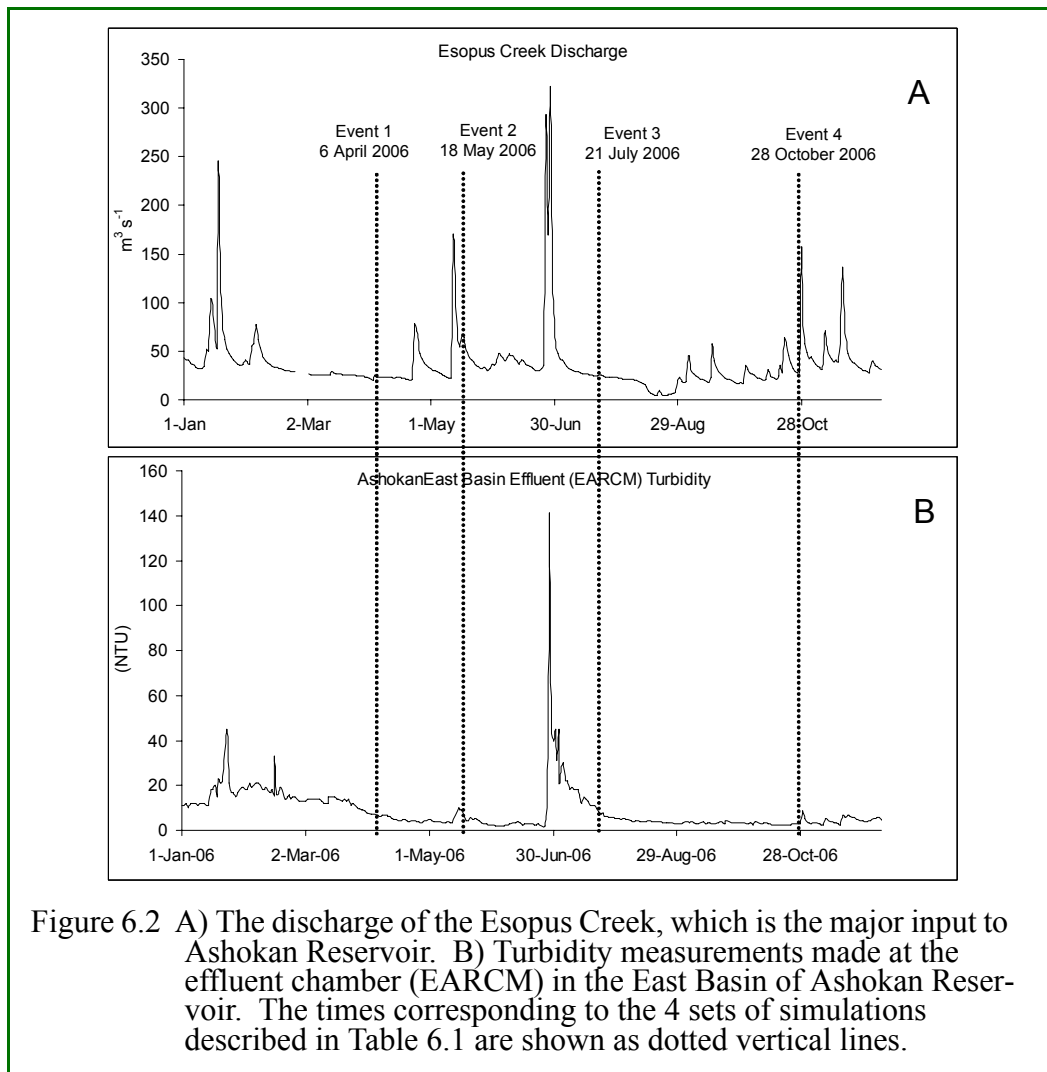 Esopus Creek Discharge
A
350
300
250
200
150
100
50
0
m³ s⁻¹
Event 1
6 April 2006
Event 2
18 May 2006
Event 3
21 July 2006
Event 4
28 October 2006
1-Jan
2-Mar
1-May
30-Jun
29-Aug
28-Oct
AshokanEast Basin Effluent (EARCM) Turbidity
B
160
140
120
100
80
60
40
20
0
(NTU)
1-Jan-06
2-Mar-06
1-May-06
30-Jun-06
29-Aug-06
28-Oct-06
Figure 6.2 A) The discharge of the Esopus Creek, which is the major input to
Ashokan Reservoir. B) Turbidity measurements made at the
effluent chamber (EARCM) in the East Basin of Ashokan Reser-
voir. The times corresponding to the 4 sets of simulations
described in Table 6.1 are shown as dotted vertical lines.